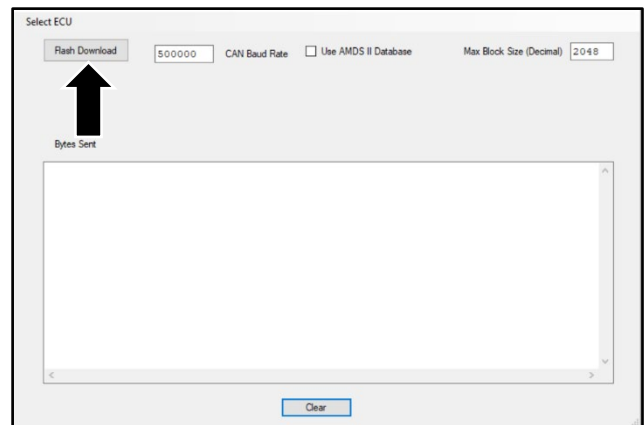 Select ECU
Flash Download 500000 CAN Baud Rate Use AMDS II Database Max Block Size (Decimal) 2048
Bytes Sent
Clear